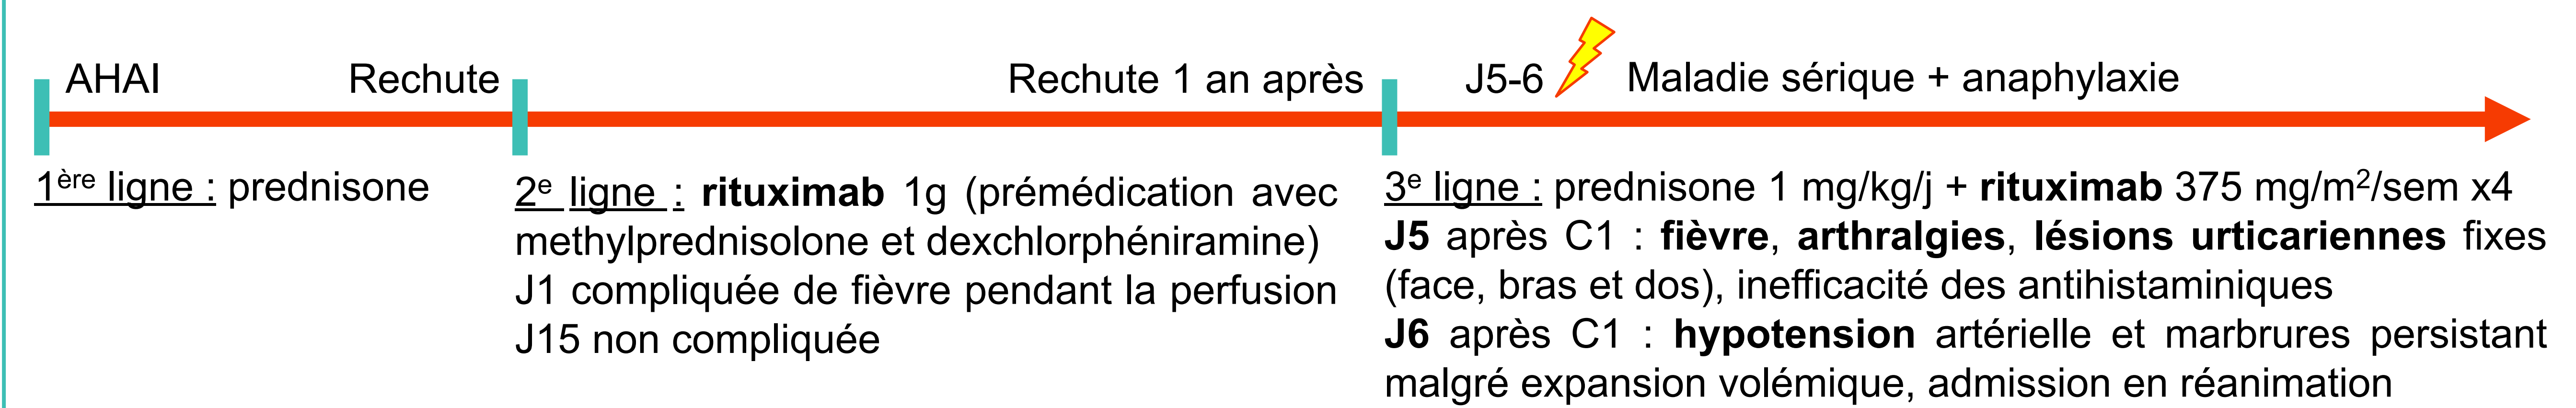 AHAI
Rechute
Rechute 1 an après
J5-6
Maladie sérique + anaphylaxie
1ère ligne : prednisone
2e ligne : rituximab 1g (prémédication avec
methylprednisolone et dexchlorphéniramine)
J1 compliquée de fièvre pendant la perfusion
J15 non compliquée
3e ligne : prednisone 1 mg/kg/j + rituximab 375 mg/m2/sem x4
J5 après C1 : fièvre, arthralgies, lésions urticariennes fixes
(face, bras et dos), inefficacité des antihistaminiques
J6 après C1 : hypotension artérielle et marbrures persistant
malgré expansion volémique, admission en réanimation